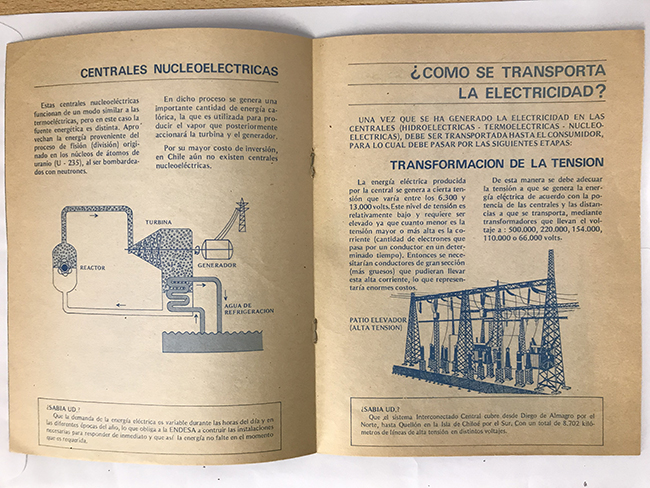 CENTRALES NUCLEOELECTRICAS
Estas centrales nucleoeléctricas
funcionan de un modo similar a las
termoeléctricas, pero en este caso la
fuente energética es distinta. Apro
vechan la energía proveniente del
proceso de fisión (división) origi-
nado en los núcleos de átomos de
uranio (U - 235), al ser bombardea-
dos con neutrones.
En dicho proceso se genera una
importante cantidad de energía ca-
lórica, la que es utilizada para pro-
ducir el vapor que posteriormente
accionará la turbina y el generador.
Por su mayor costo de inversión,
en Chile aún no existen centrales
nucleoeléctricas.
TURBINA
GENERADOR
REACTOR
AGUA DE
REFRIGERACION
¿SABIA UD.?
Que la demanda de la energía eléctrica es variable durante las horas del día y en
las diferentes épocas del año, lo que obliga a la ENDESA a construir las instalaciones
necesarias para responder de inmediato y que así la energía no falte en el momento
que es requerida.
¿COMO SE TRANSPORTA
LA ELECTRICIDAD?
UNA VEZ QUE SE HA GENERADO LA ELECTRICIDAD EN LAS
CENTRALES (HIDROELECTRICAS - TERMOELECTRICAS - NUCLEO-
ELECTRICAS), DEBE SER TRANSPORTADA HASTA EL CONSUMIDOR,
PARA LO CUAL DEBE PASAR POR LAS SIGUIENTES ETAPAS:
TRANSFORMACION DE LA TENSION
La energía eléctrica producida
por la central se genera a cierta ten-
sión que varía entre los 6.300 y
13.000 volts. Este nivel de tensión es
relativamente bajo y requiere ser
elevado ya que cuanto menor es la
tensión mayor o más alta es la co-
rriente (cantidad de electrones que
pasa por un conductor en un deter-
minado tiempo). Entonces se nece-
sitarían conductores de gran sección
(más gruesos) que pudieran llevar
esta alta corriente, lo que represen-
taría enormes costos.
De esta manera se debe adecuar
la tensión a que se genera la ener-
gía eléctrica de acuerdo con la po-
tencia de las centrales y las distan-
cias a que se transporta, mediante
transformadores que llevan el vol-
taje a : 500.000, 220.000, 154.000,
110.000 o 66.000 volts.
PATIO ELEVADOR
(ALTA TENSION)
¿SABIA UD.?
Que el sistema Interconectado Central cubre desde Diego de Almagro por el
Norte, hasta Quellón en la Isla de Chiloé por el Sur. Con un total de 8.702 kiló-
metros de líneas de alta tensión en distintos voltajes.